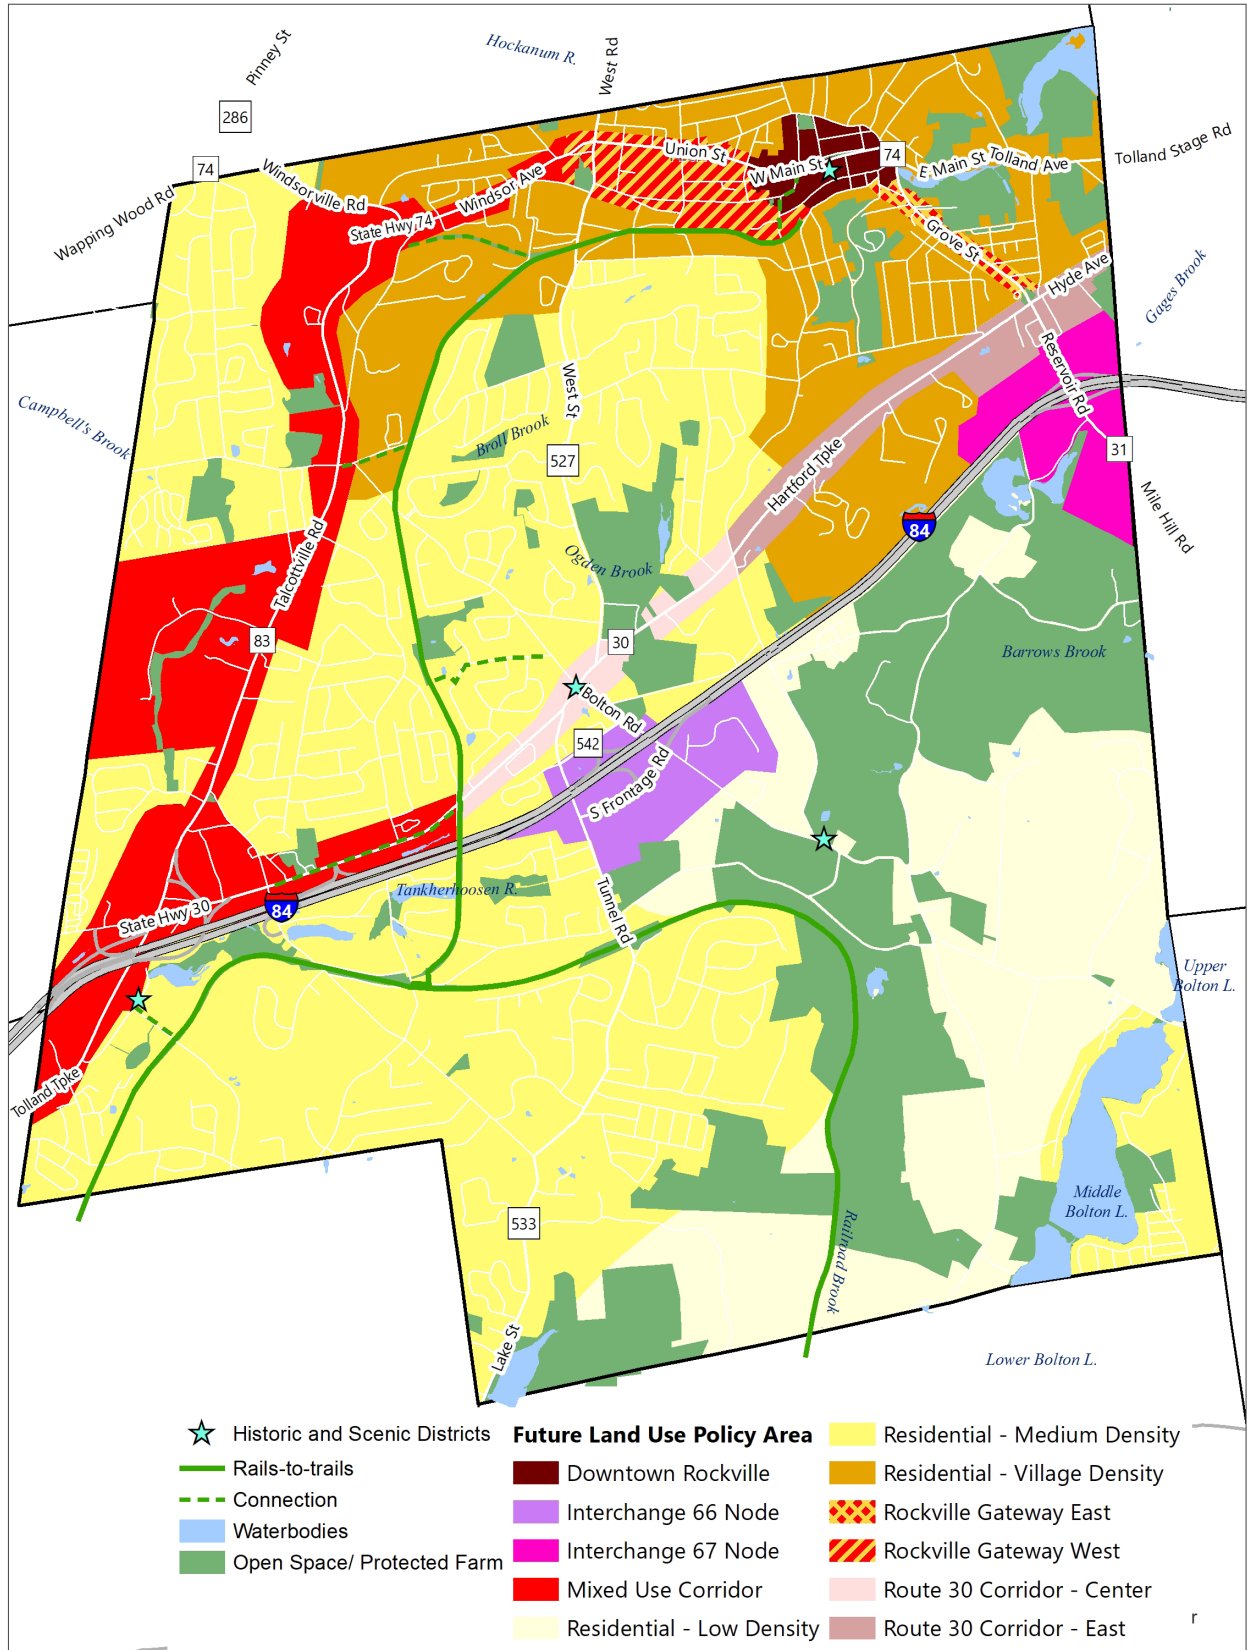 Hockanum R.
Pinney St
West Rd
286
74
Wapping Wood Rd
Windsorville Rd
State Hwy 74
Windsor Ave
Union St
W Main St
74
E Main St
Tolland Ave
Tolland Stage Rd
Grove St
Hyde Ave
Gages Brook
Reservoir Rd
31
Mile Hill Rd
Campbell's Brook
West St
Broll Brook
527
Hartford Tpke
84
Talcottville Rd
Ogden Brook
83
30
Barrows Brook
Bolton Rd
542
S Frontage Rd
Tankherhoosen R.
State Hwy 30
84
Tunnel Rd
Upper
Bolton L.
Tolland Tpke
Middle
Bolton L.
533
Railroad Brook
Lake St
Lower Bolton L.
Historic and Scenic Districts
Rails-to-trails
Connection
Waterbodies
Open Space/ Protected Farm
Future Land Use Policy Area
Downtown Rockville
Interchange 66 Node
Interchange 67 Node
Mixed Use Corridor
Residential - Low Density
Residential - Medium Density
Residential - Village Density
Rockville Gateway East
Rockville Gateway West
Route 30 Corridor - Center
Route 30 Corridor - East
r